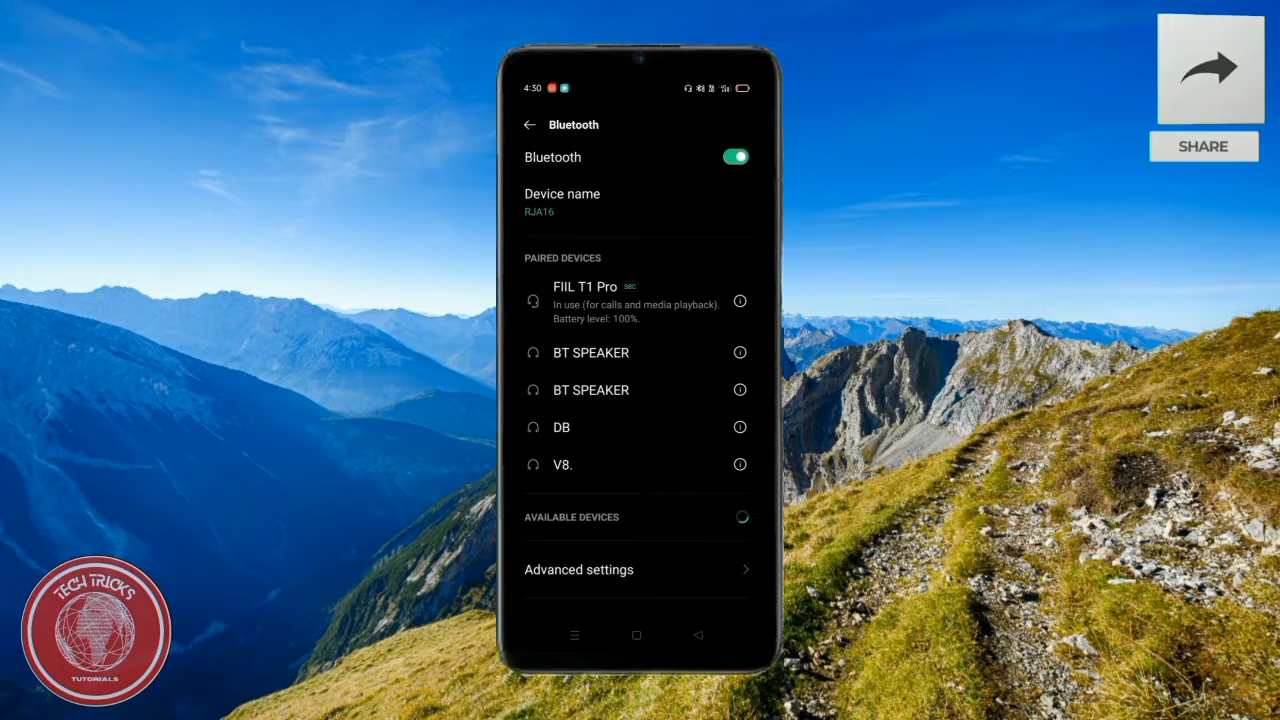 4:30
Bluetooth
Bluetooth
Device name
RJA16
PAIRED DEVICES
FIIL T1 Pro SBC
In use (for calls and media playback).
Battery level: 100%.
BT SPEAKER
BT SPEAKER
DB
V8.
AVAILABLE DEVICES
Advanced settings
SHARE
TECH TRICKS
TUTORIALS